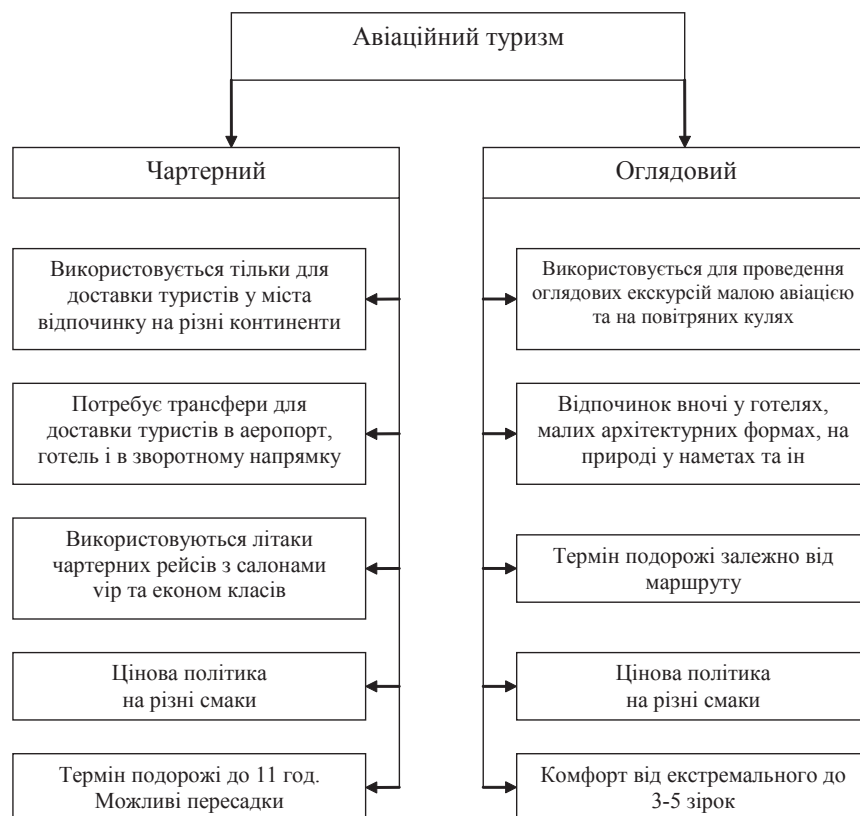 Авіаційний туризм
Чартерний
Використовується тільки для
доставки туристів у міста
відпочинку на різні континенти
Потребує трансфери для
доставки туристів в аеропорт,
готель і в зворотному напрямку
Використовуються літаки
чартерних рейсів з салонами
vip та економ класів
Цінова політика
на різні смаки
Термін подорожі до 11 год.
Можливі пересадки
Оглядовий
Використовується для проведення
оглядових екскурсій малою авіацією
та на повітряних кулях
Відпочинок вночі у готелях,
малих архітектурних формах, на
природі у наметах та ін
Термін подорожі залежно від
маршруту
Цінова політика
на різні смаки
Комфорт від екстремального до
3-5 зірок